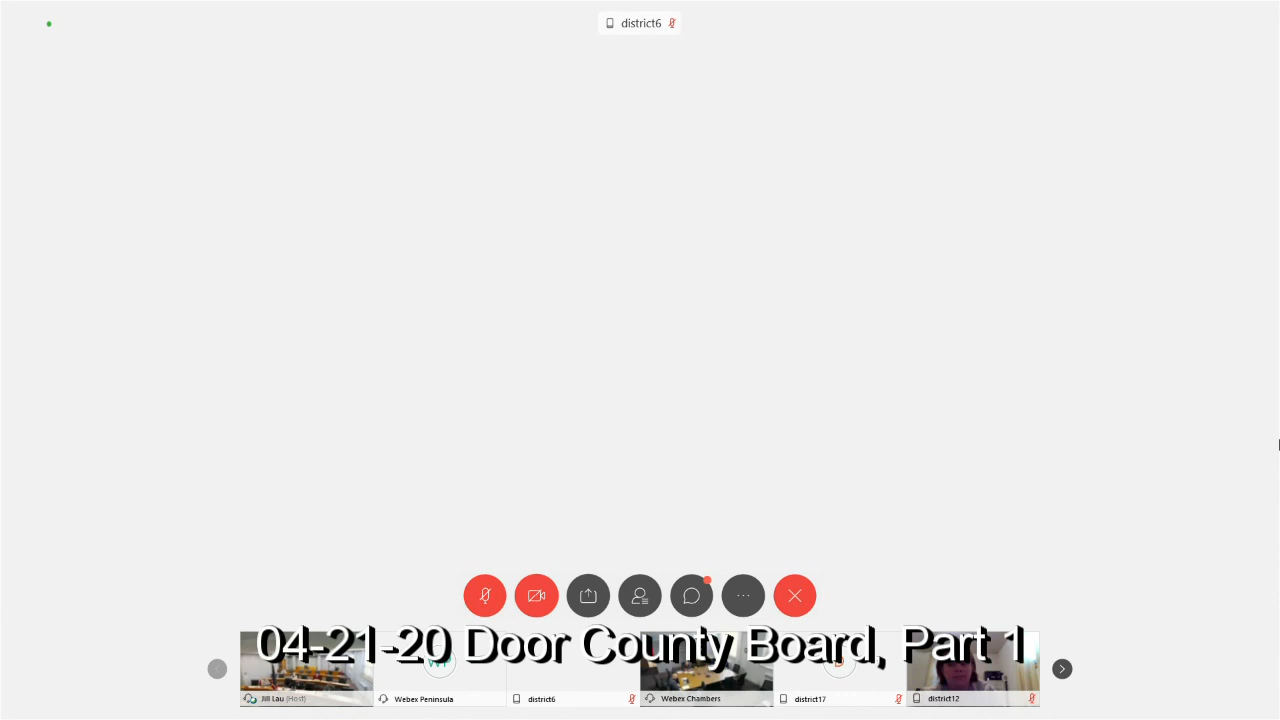 district6
04-21-20 Door County Board, Part 1
Jill Lau (Host)
Webex Peninsula
district6
Webex Chambers
district17
district12